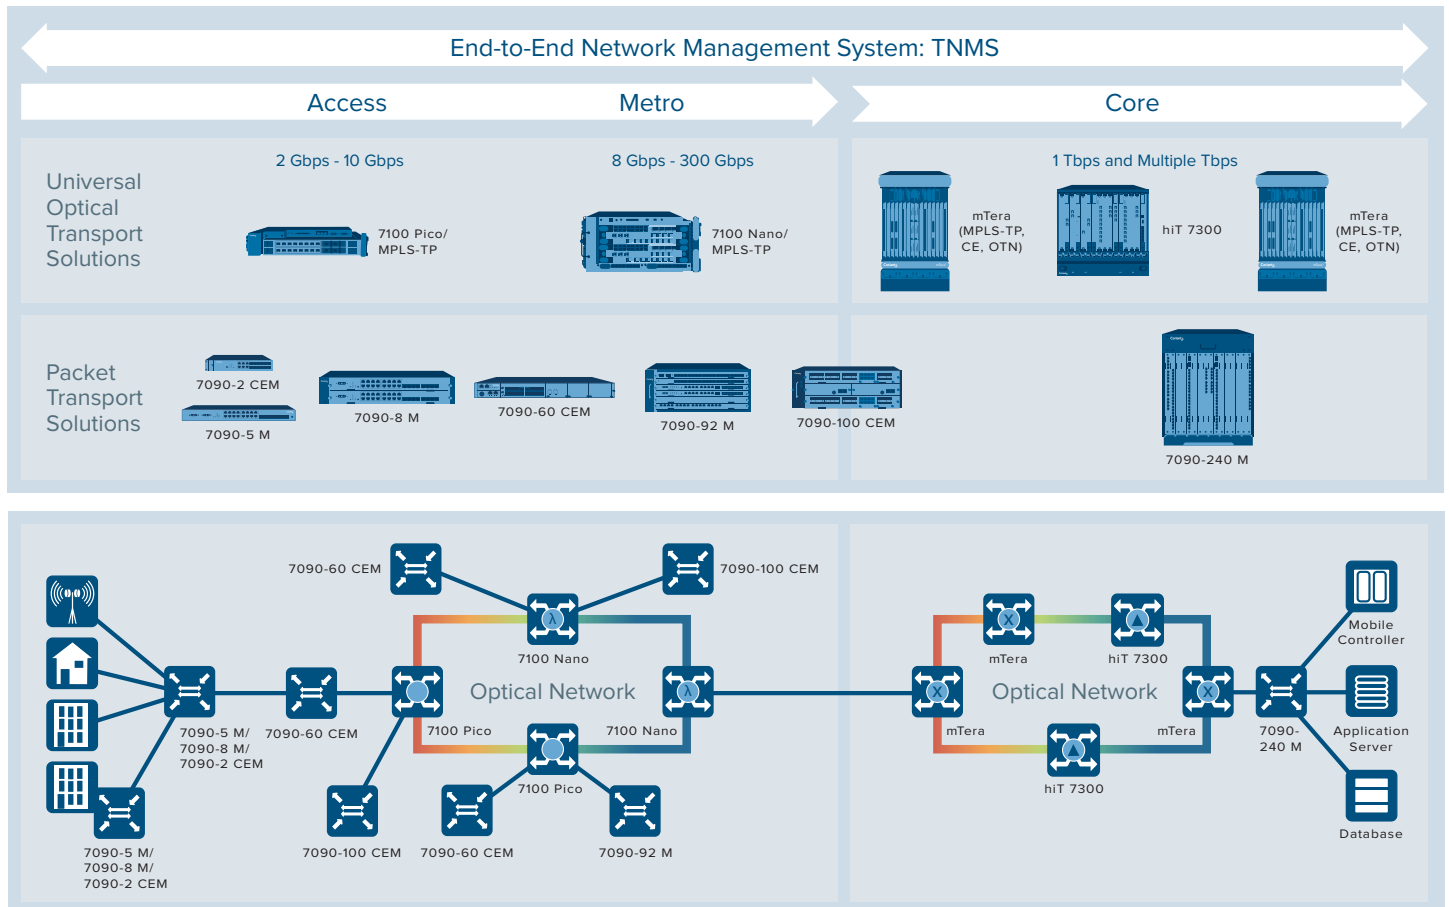 End-to-End Network Management System: TNMS
Access
Metro
Core
Universal
Optical
Transport
Solutions
2 Gbps - 10 Gbps
7100 Pico/
MPLS-TP
8 Gbps - 300 Gbps
7100 Nano/
MPLS-TP
1 Tbps and Multiple Tbps
mTera
(MPLS-TP,
CE, OTN)
hiT 7300
mTera
(MPLS-TP,
CE, OTN)
Packet
Transport
Solutions
7090-2 CEM
7090-5 M
7090-8 M
7090-60 CEM
7090-92 M
7090-100 CEM
7090-240 M
7090-60 CEM
7090-100 CEM
λ
7100 Nano
7090-5 M/
7090-8 M/
7090-2 CEM
7090-60 CEM
7100 Pico
Optical Network
λ
7100 Nano
7100 Pico
7090-5 M/
7090-8 M/
7090-2 CEM
7090-100 CEM
7090-60 CEM
7090-92 M
X
mTera
hiT 7300
X
mTera
Optical Network
X
mTera
hiT 7300
7090-
240 M
Mobile
Controller
Application
Server
Database